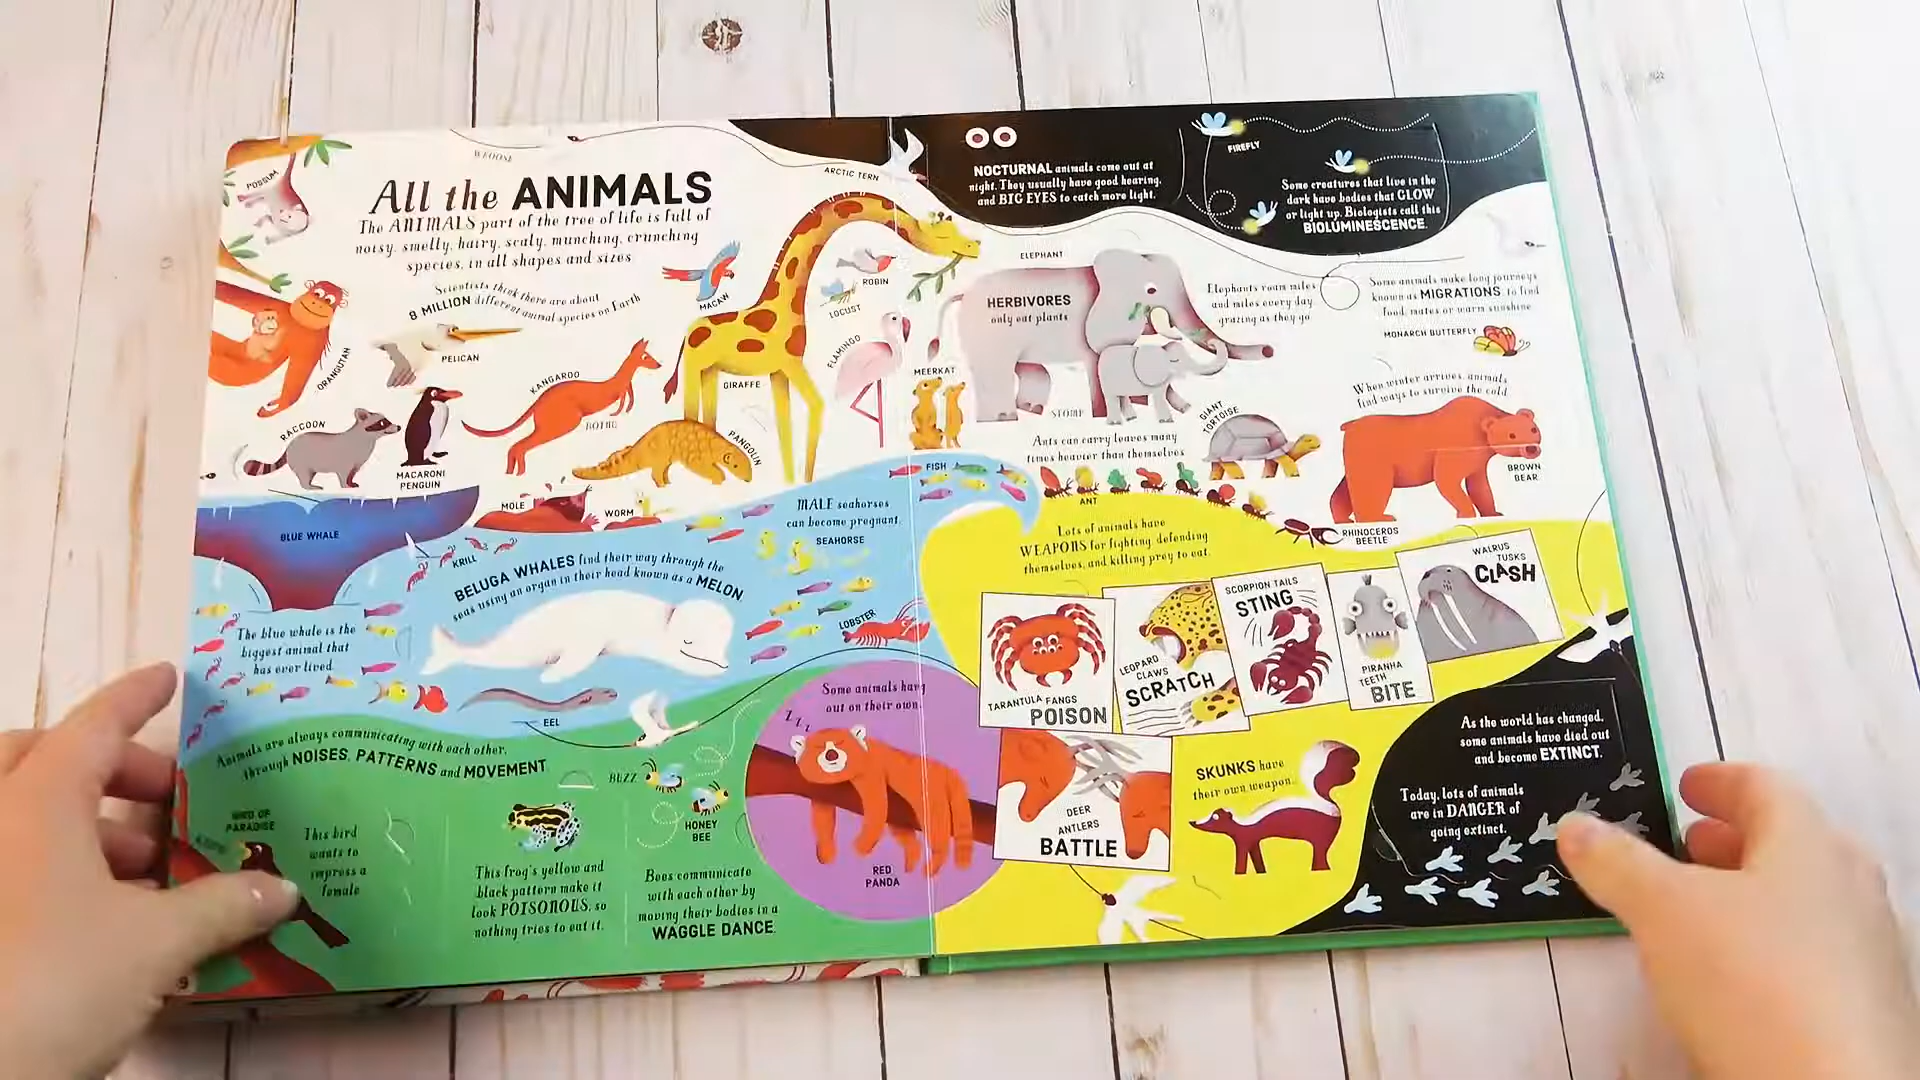 All the ANIMALS
The ANIMALS part of the tree of life is full of
noisy, smelly, hairy, scaly, munching, crunching
species, in all shapes and sizes
Scientists think there are about
8 MILLION different animal species on Earth
POSSUM
ORANGUTAN
PELICAN
MACAW
ARCTIC TERN
ROBIN
LOCUST
FLAMINGO
GIRAFFE
KANGAROO
BOING
RACCOON
MACARONI
PENGUIN
PANGOLIN
MEERKAT
MOLE
WORM
BLUE WHALE
KRILL
The blue whale is the
biggest animal that
has ever lived
BELUGA WHALES find their way through the
seas using an organ in their head known as a MELON
MALE seahorses
can become pregnant
SEAHORSE
FISH
LOBSTER
EEL
Animals are always communicating with each other,
through NOISES, PATTERNS and MOVEMENT
BIRD OF
PARADISE
This bird
wants to
impress a
female
This frog's yellow and
black pattern make it
look POISONOUS, so
nothing tries to eat it.
BUZZ
HONEY
BEE
Bees communicate
with each other by
moving their bodies in a
WAGGLE DANCE.
Some animals hang
out on their own.
Z Z Z
RED
PANDA
9
NOCTURNAL animals come out at
night. They usually have good hearing,
and BIG EYES to catch more light.
FIREFLY
Some creatures that live in the
dark have bodies that GLOW
or light up. Biologists call this
BIOLUMINESCENCE.
ELEPHANT
HERBIVORES
only eat plants
STOMP
Elephants roam miles
and miles every day,
grazing as they go
Some animals make long journeys
known as MIGRATIONS, to find
food, mates or warm sunshine
MONARCH BUTTERFLY
When winter arrives, animals
find ways to survive the cold
GIANT
TORTOISE
BROWN
BEAR
Ants can carry leaves many
times heavier than themselves
ANT
RHINOCEROS
BEETLE
Lots of animals have
WEAPONS for fighting, defending
themselves, and killing prey to eat.
TARANTULA FANGS
POISON
LEOPARD
CLAWS
SCRATCH
SCORPION TAILS
STING
PIRANHA
TEETH
BITE
WALRUS
TUSKS
CLASH
DEER
ANTLERS
BATTLE
SKUNKS have
their own weapon...
As the world has changed,
some animals have died out
and become EXTINCT.
Today, lots of animals
are in DANGER of
going extinct.